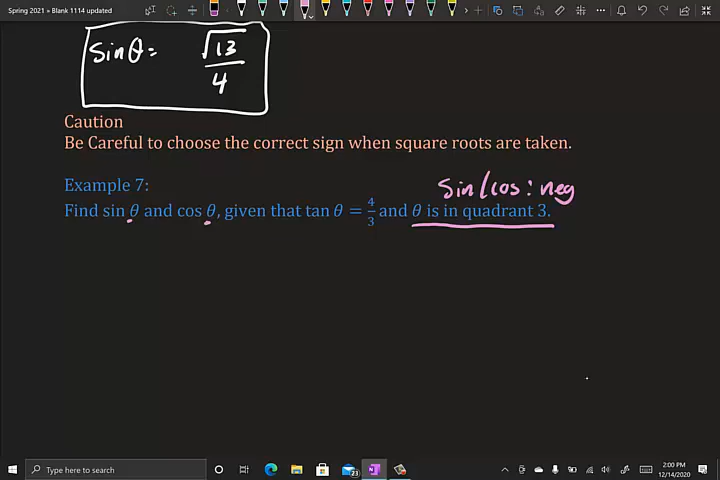 Spring 2021 » Blank 1114 updated
sin θ = √13/4
Caution
Be Careful to choose the correct sign when square roots are taken.
Example 7:
sin/cos: neg
Find sin θ and cos θ, given that tan θ = 4/3 and θ is in quadrant 3.
Type here to search
23
2:00 PM
12/14/2020